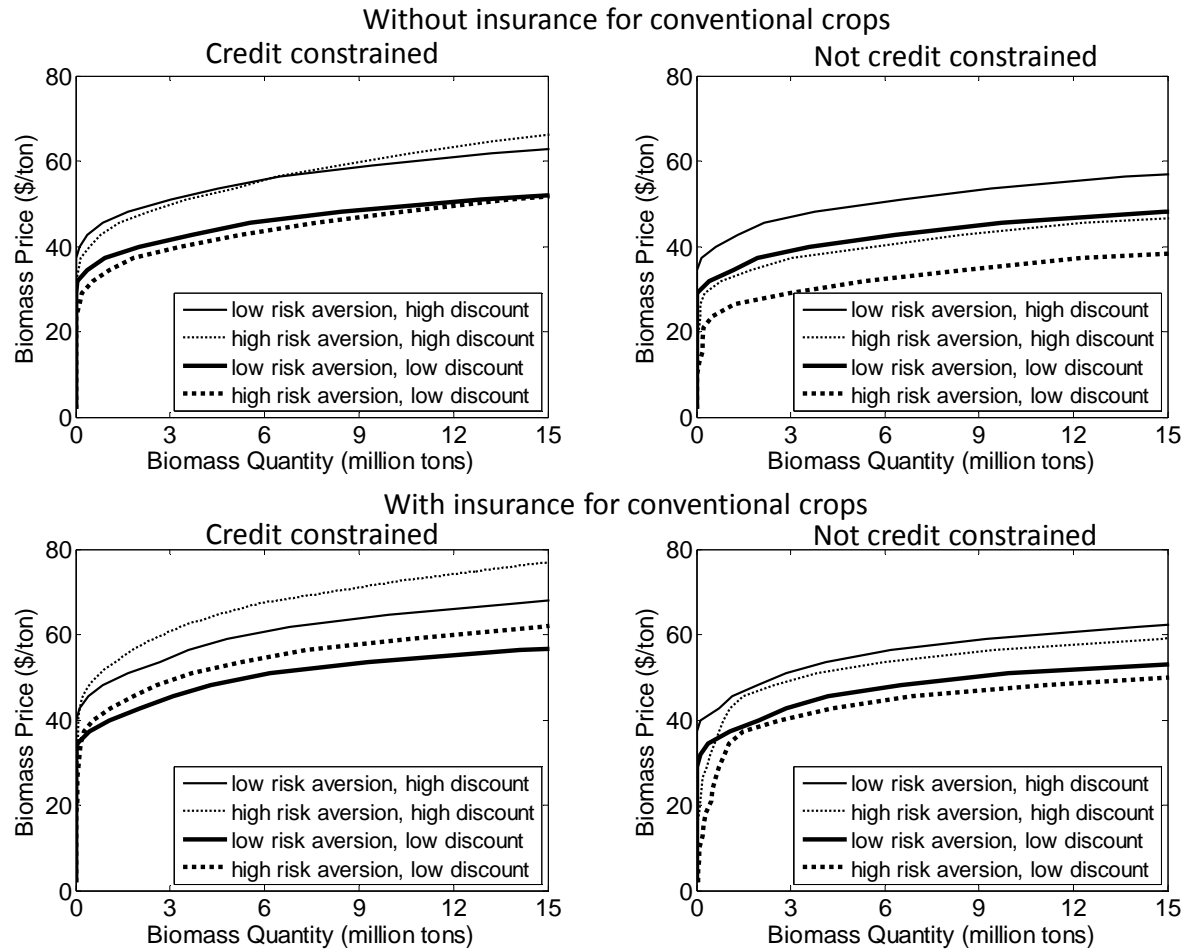 Without insurance for conventional crops
Credit constrained
Not credit constrained
80
60
40
20
0
Biomass Price ($/ton)
low risk aversion, high discount
high risk aversion, high discount
low risk aversion, low discount
high risk aversion, low discount
0 3 6 9 12 15
Biomass Quantity (million tons)
80
60
40
20
0
Biomass Price ($/ton)
low risk aversion, high discount
high risk aversion, high discount
low risk aversion, low discount
high risk aversion, low discount
0 3 6 9 12 15
Biomass Quantity (million tons)
With insurance for conventional crops
Credit constrained
Not credit constrained
80
60
40
20
0
Biomass Price ($/ton)
low risk aversion, high discount
high risk aversion, high discount
low risk aversion, low discount
high risk aversion, low discount
0 3 6 9 12 15
Biomass Quantity (million tons)
80
60
40
20
0
Biomass Price ($/ton)
low risk aversion, high discount
high risk aversion, high discount
low risk aversion, low discount
high risk aversion, low discount
0 3 6 9 12 15
Biomass Quantity (million tons)